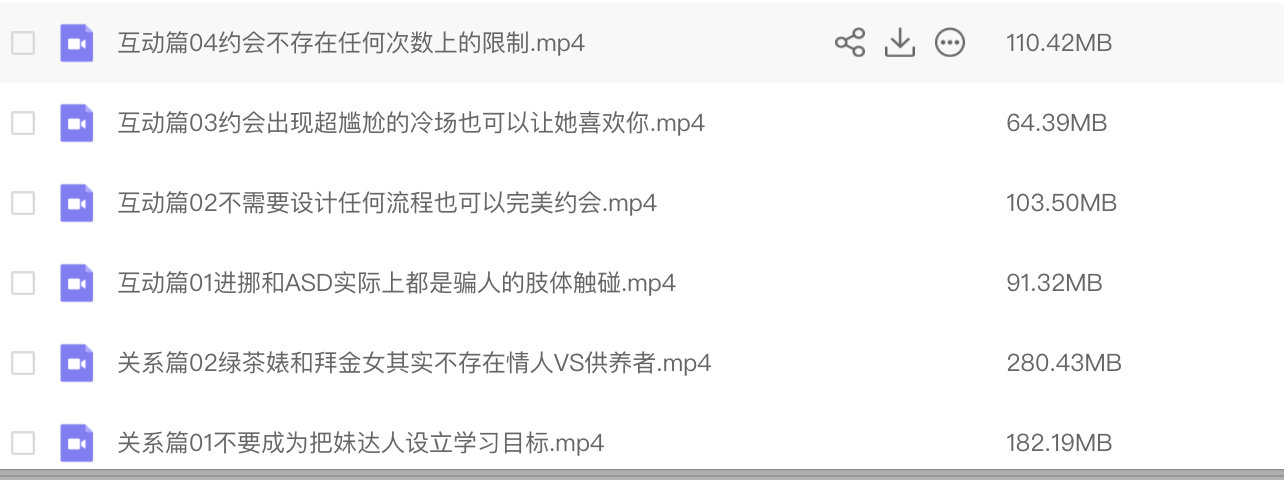 互动篇04约会不存在任何次数上的限制.mp4 110.42MB
互动篇03约会出现超尴尬的冷场也可以让她喜欢你.mp4 64.39MB
互动篇02不需要设计任何流程也可以完美约会.mp4 103.50MB
互动篇01进挪和ASD实际上都是骗人的肢体触碰.mp4 91.32MB
关系篇02绿茶婊和拜金女其实不存在情人VS供养者.mp4 280.43MB
关系篇01不要成为把妹达人设立学习目标.mp4 182.19MB